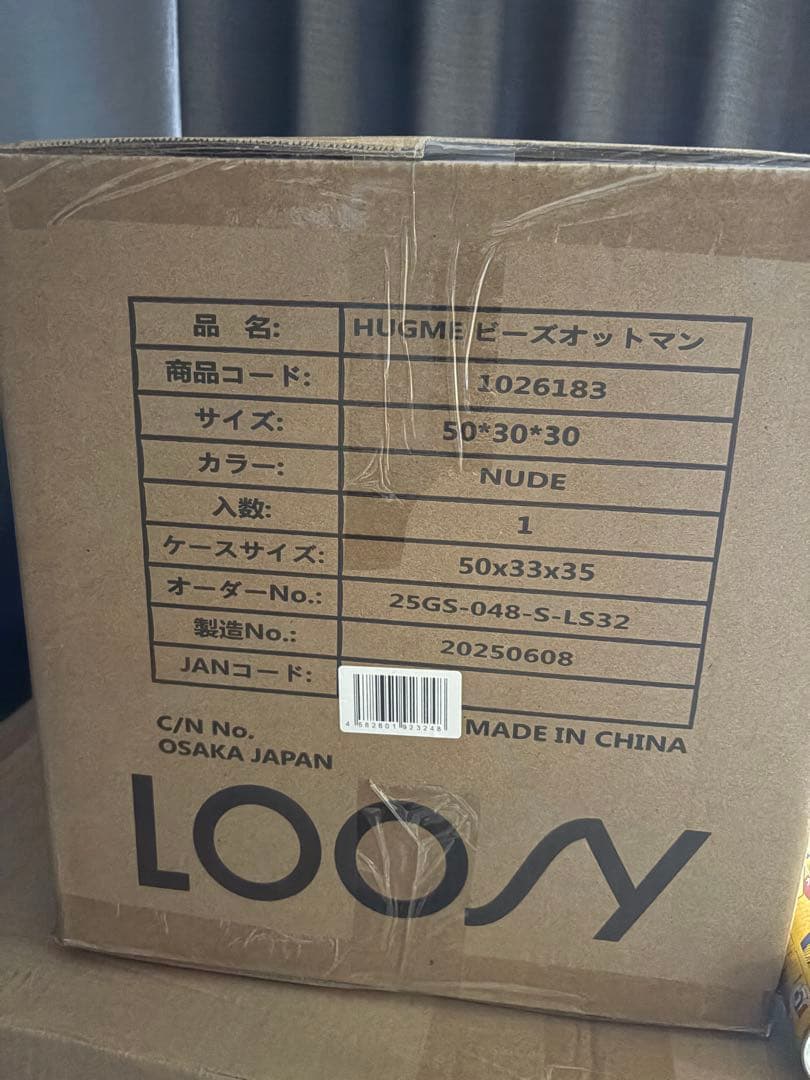 品 名: HUGME ビーズオットマン
商品コード: 1026183
サイズ: 50*30*30
カラー: NUDE
入数: 1
ケースサイズ: 50x33x35
オーダーNo.: 25GS-048-S-LS32
製造No.: 20250608
JANコード:
4 582601 923248
C/N No. MADE IN CHINA
OSAKA JAPAN
LOOSY